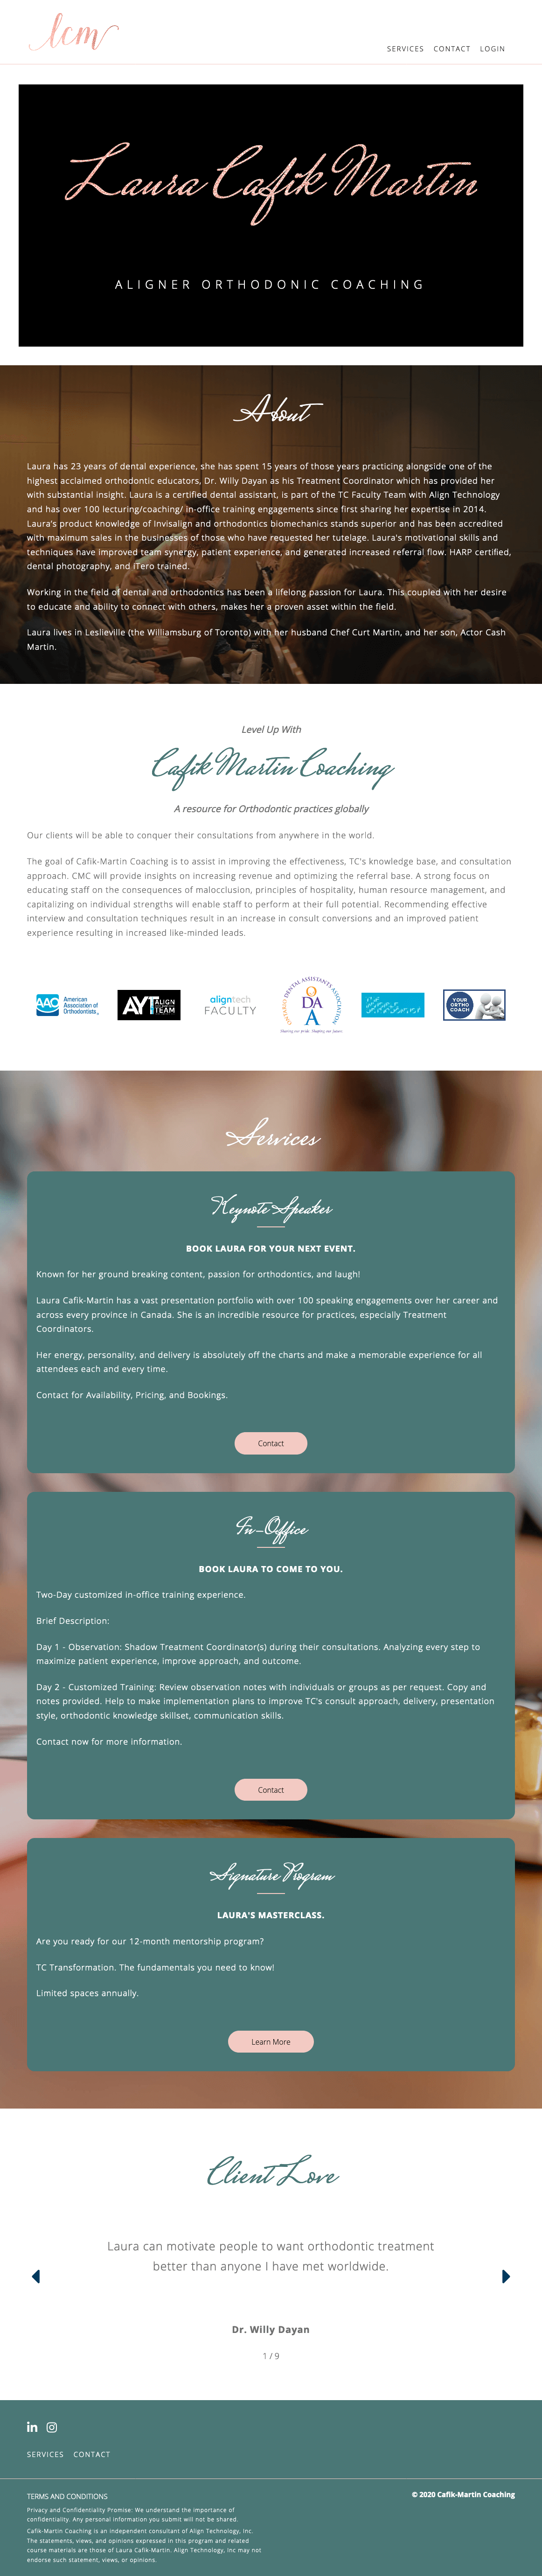 lcm
SERVICES CONTACT LOGIN
Laura Cafik Martin
ALIGNER ORTHODONIC COACHING
About
Laura has 23 years of dental experience, she has spent 15 years of those years practicing alongside one of the
highest acclaimed orthodontic educators, Dr. Willy Dayan as his Treatment Coordinator which has provided her
with substantial insight. Laura is a certified dental assistant, is part of the TC Faculty Team with Align Technology
and has over 100 lecturing/coaching/ in-office training engagements since first sharing her expertise in 2014.
Laura's product knowledge of Invisalign and orthodontics biomechanics stands superior and has been accredited
with maximum sales in the businesses of those who have requested her tutelage. Laura's motivational skills and
techniques have improved team synergy, patient experience, and generated increased referral flow. HARP certified,
dental photography, and iTero trained.
Working in the field of dental and orthodontics has been a lifelong passion for Laura. This coupled with her desire
to educate and ability to connect with others, makes her a proven asset within the field.
Laura lives in Leslieville (the Williamsburg of Toronto) with her husband Chef Curt Martin, and her son, Actor Cash
Martin.
Level Up With
Cafik Martin Coaching
A resource for Orthodontic practices globally
Our clients will be able to conquer their consultations from anywhere in the world.
The goal of Cafik-Martin Coaching is to assist in improving the effectiveness, TC's knowledge base, and consultation
approach. CMC will provide insights on increasing revenue and optimizing the referral base. A strong focus on
educating staff on the consequences of malocclusion, principles of hospitality, human resource management, and
capitalizing on individual strengths will enable staff to perform at their full potential. Recommending effective
interview and consultation techniques result in an increase in consult conversions and an improved patient
experience resulting in increased like-minded leads.
AAO American Association of Orthodontists
AYT ALIGN TEAM
aligntech FACULTY
ONTARIO DENTAL ASSISTANTS ASSOCIATION ODAA
YOUR ORTHO COACH
Services
Keynote Speaker
BOOK LAURA FOR YOUR NEXT EVENT.
Known for her ground breaking content, passion for orthodontics, and laugh!
Laura Cafik-Martin has a vast presentation portfolio with over 100 speaking engagements over her career and
across every province in Canada. She is an incredible resource for practices, especially Treatment
Coordinators.
Her energy, personality, and delivery is absolutely off the charts and make a memorable experience for all
attendees each and every time.
Contact for Availability, Pricing, and Bookings.
Contact
In-Office
BOOK LAURA TO COME TO YOU.
Two-Day customized in-office training experience.
Brief Description:
Day 1 - Observation: Shadow Treatment Coordinator(s) during their consultations. Analyzing every step to
maximize patient experience, improve approach, and outcome.
Day 2 - Customized Training: Review observation notes with individuals or groups as per request. Copy and
notes provided. Help to make implementation plans to improve TC's consult approach, delivery, presentation
style, orthodontic knowledge skillset, communication skills.
Contact now for more information.
Contact
Signature Program
LAURA'S MASTERCLASS.
Are you ready for our 12-month mentorship program?
TC Transformation. The fundamentals you need to know!
Limited spaces annually.
Learn More
Client Love
Laura can motivate people to want orthodontic treatment
better than anyone I have met worldwide.
Dr. Willy Dayan
1 / 9
SERVICES CONTACT
TERMS AND CONDITIONS
© 2020 Cafik-Martin Coaching
Privacy and Confidentiality Promise: We understand the importance of
confidentiality. Any personal information you submit will not be shared.
Cafik-Martin Coaching is an independent consultant of Align Technology, Inc.
The statements, views, and opinions expressed in this program and related
course materials are those of Laura Cafik-Martin. Align Technology, Inc may not
endorse such statement, views, or opinions.